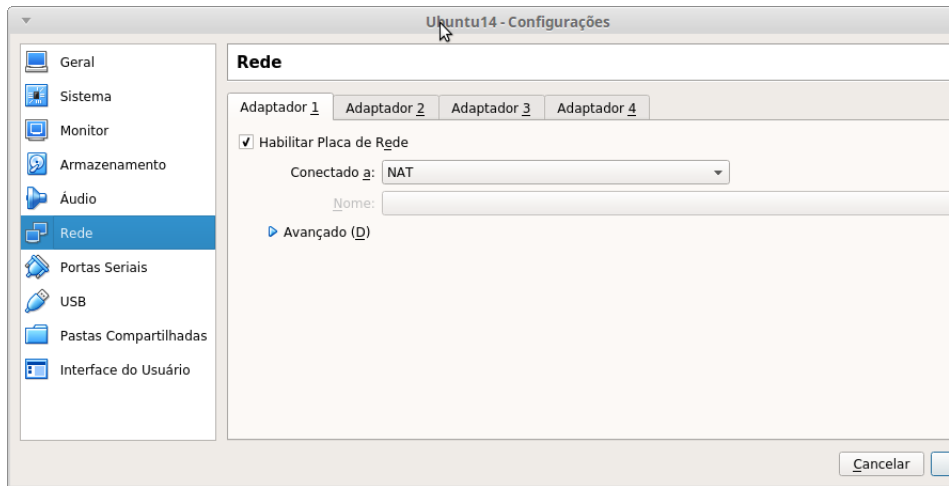 Ubuntu14 - Configurações
Geral
Sistema
Monitor
Armazenamento
Áudio
Rede
Portas Seriais
USB
Pastas Compartilhadas
Interface do Usuário
Rede
Adaptador 1 Adaptador 2 Adaptador 3 Adaptador 4
Habilitar Placa de Rede
Conectado a: NAT
Nome:
Avançado (D)
Cancelar